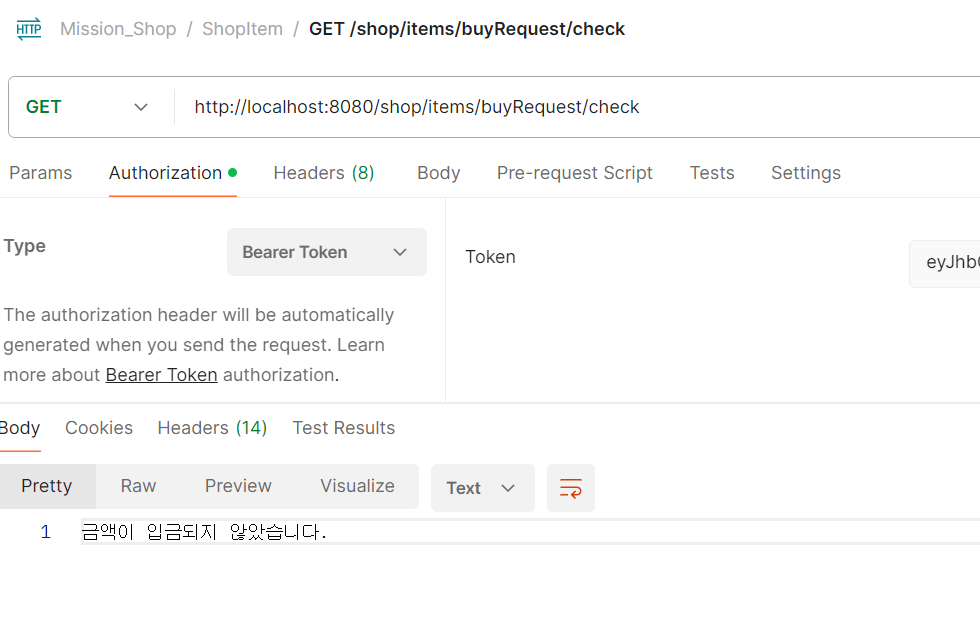 HTTP Mission_Shop / ShopItem / GET /shop/items/buyRequest/check
GET http://localhost:8080/shop/items/buyRequest/check
Params Authorization Headers (8) Body Pre-request Script Tests Settings
Type Bearer Token Token
The authorization header will be automatically
generated when you send the request. Learn
more about Bearer Token authorization.
Body Cookies Headers (14) Test Results
Pretty Raw Preview Visualize Text
1 금액이 입금되지 않았습니다.